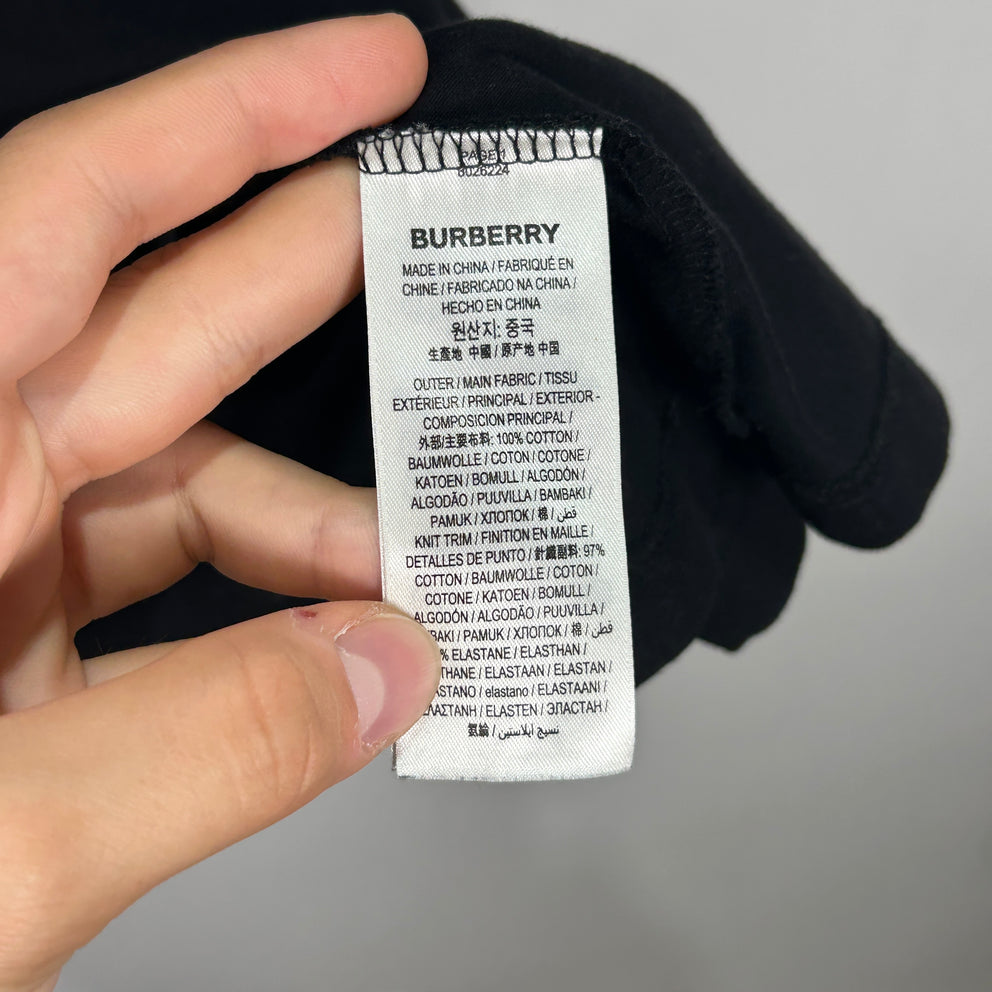 PAGE 1
8026224
BURBERRY
MADE IN CHINA / FABRIQUÉ EN
CHINE / FABRICADO NA CHINA /
HECHO EN CHINA
원산지: 중국
生產地 中國 / 原产地 中国
OUTER / MAIN FABRIC / TISSU
EXTÉRIEUR / PRINCIPAL / EXTERIOR -
COMPOSICION PRINCIPAL /
外部/主要布料: 100% COTTON /
BAUMWOLLE / COTON / COTONE /
KATOEN / BOMULL / ALGODÓN /
ALGODÃO / PUUVILLA / BAMBAKI /
PAMUK / ХЛОПОК / 棉 / قطن
KNIT TRIM / FINITION EN MAILLE /
DETALLES DE PUNTO / 針織副料: 97%
COTTON / BAUMWOLLE / COTON /
COTONE / KATOEN / BOMULL /
ALGODÓN / ALGODÃO / PUUVILLA /
BAKI / PAMUK / ХЛОПОК / 棉 / قطن
% ELASTANE / ELASTHAN /
THANE / ELASTAAN / ELASTAN /
ASTANO / elastano / ELASTAANI /
ΕΛΑΣΤΑΝΗ / ELASTEN / ЭЛАСТАН /
氨綸 / نسيج ايلاستين